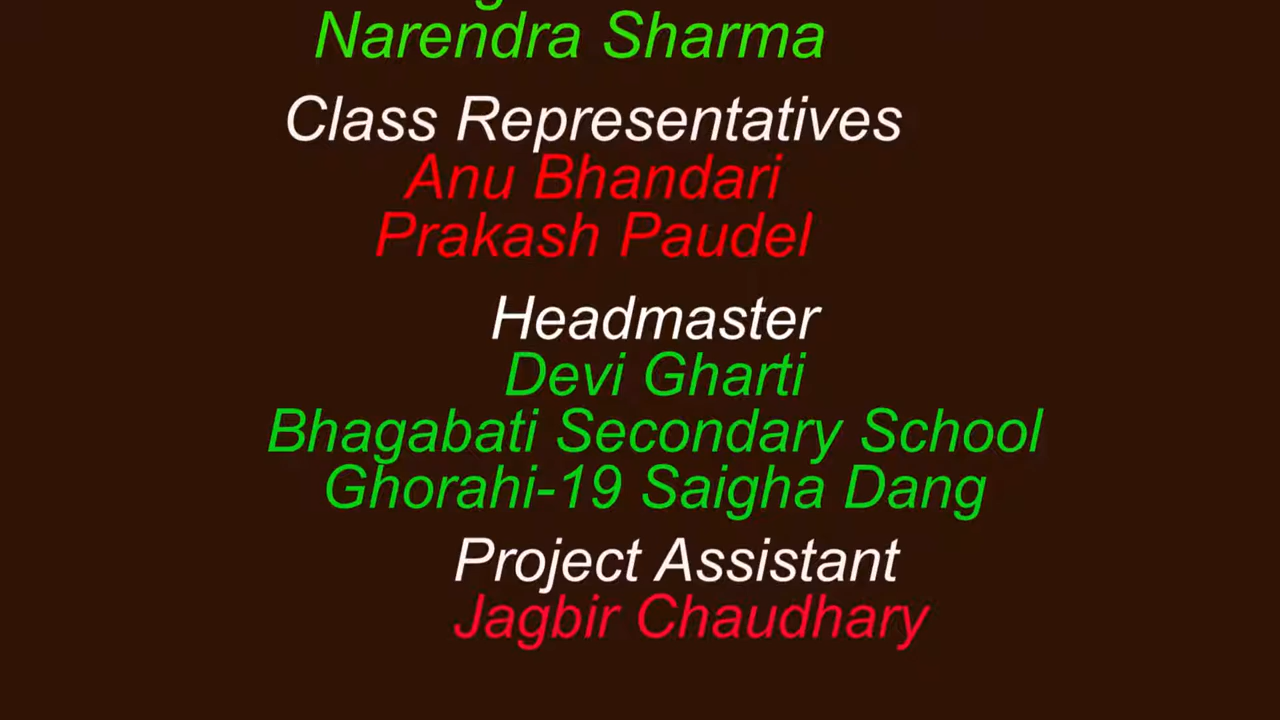 Narendra Sharma
Class Representatives
Anu Bhandari
Prakash Paudel
Headmaster
Devi Gharti
Bhagabati Secondary School
Ghorahi-19 Saigha Dang
Project Assistant
Jagbir Chaudhary